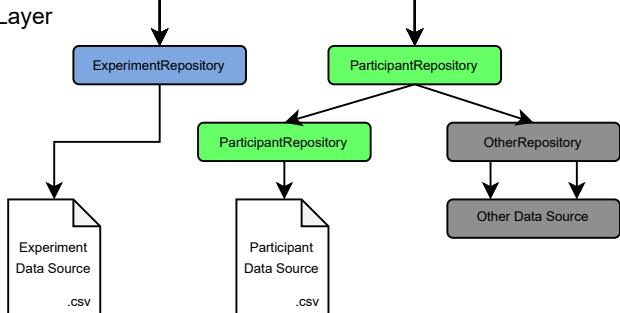 Layer
ExperimentRepository
ParticipantRepository
ParticipantRepository
OtherRepository
Other Data Source
Experiment
Data Source
.csv
Participant
Data Source
.csv